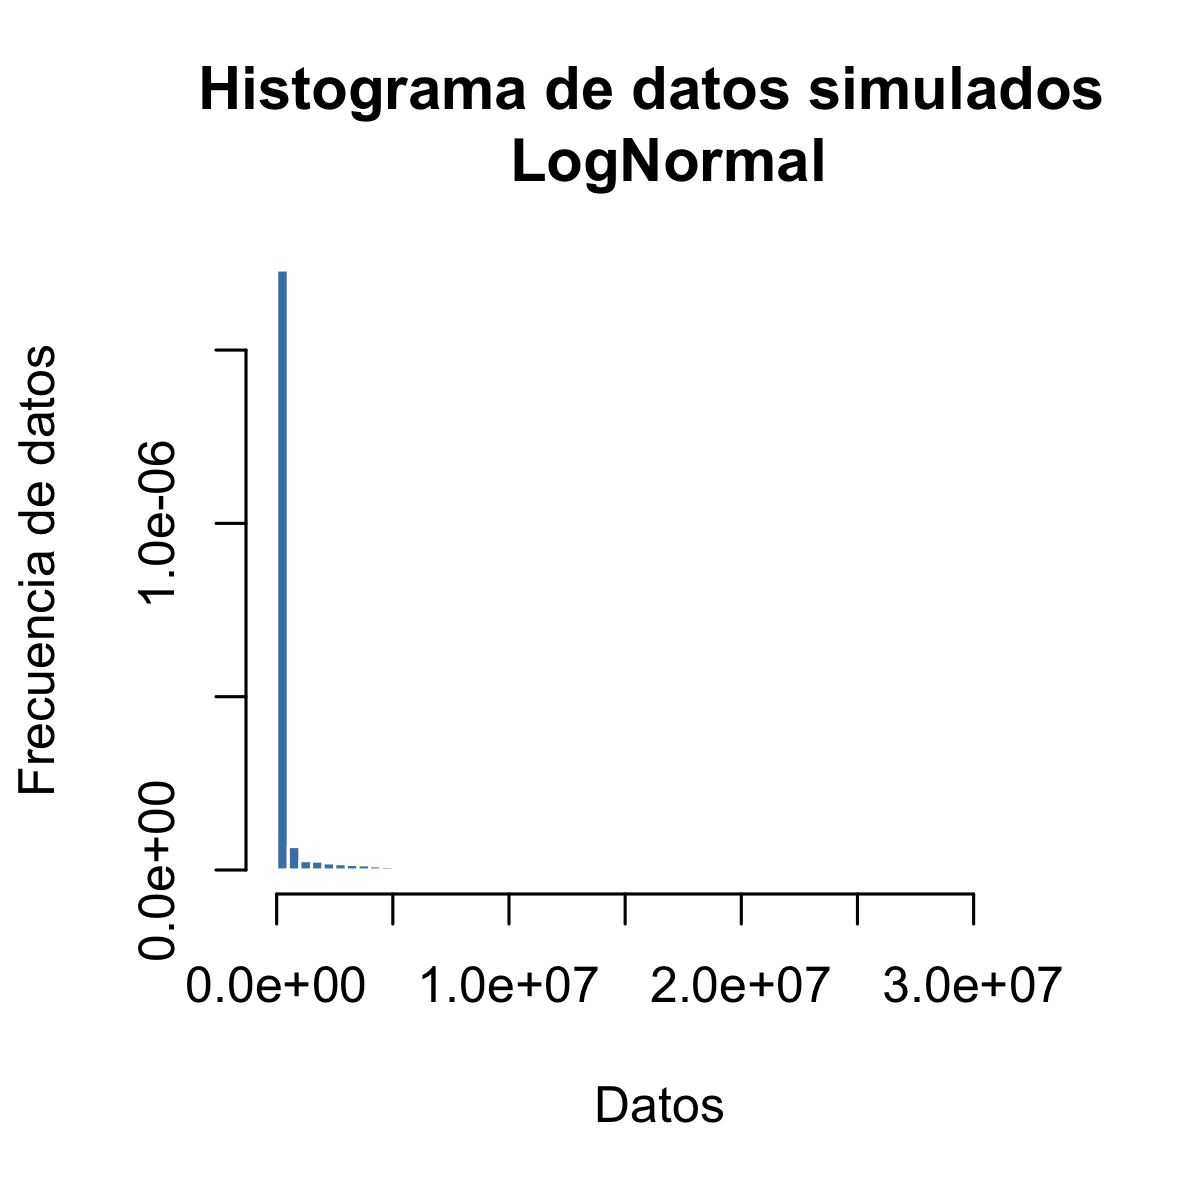 Histograma de datos simulados
LogNormal
Frecuencia de datos
1.0e-06
0.0e+00
0.0e+00 1.0e+07 2.0e+07 3.0e+07
Datos